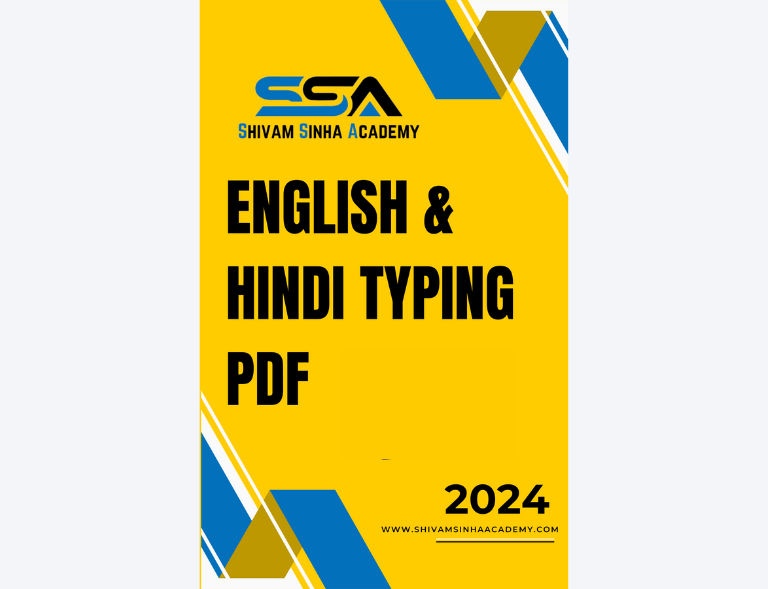 SSA
SHIVAM SINHA ACADEMY
ENGLISH &
HINDI TYPING
PDF
2024
WWW.SHIVAMSINHAACADEMY.COM